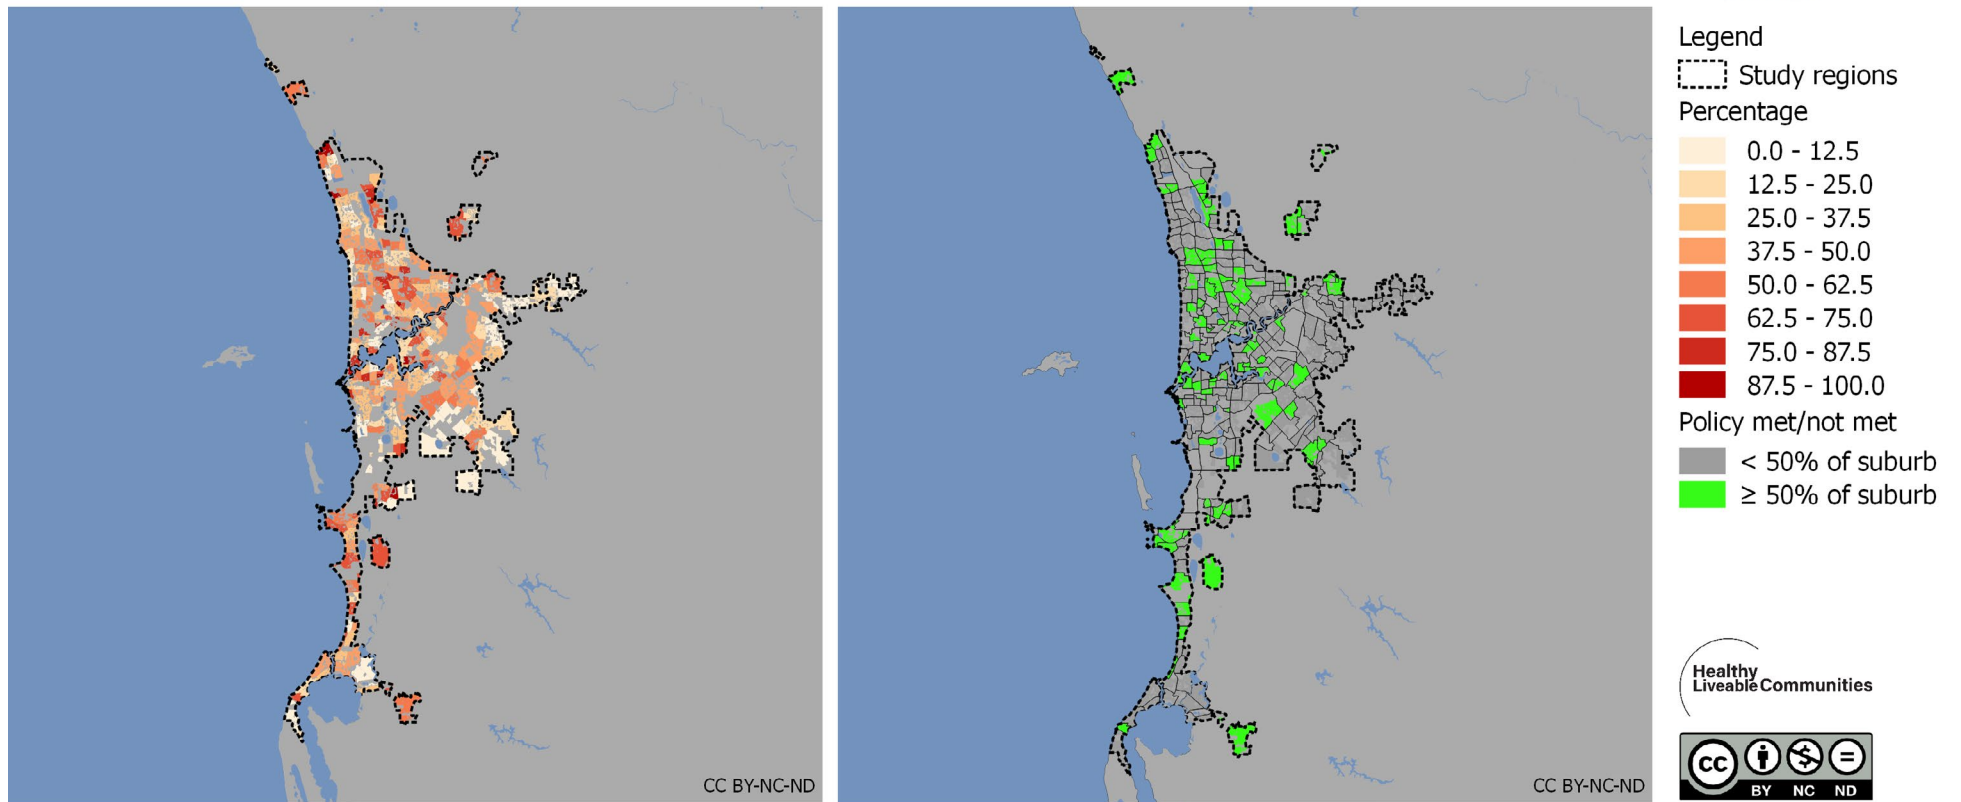 CC BY-NC-ND
CC BY-NC-ND
Legend
Study regions
Percentage
0.0 - 12.5
12.5 - 25.0
25.0 - 37.5
37.5 - 50.0
50.0 - 62.5
62.5 - 75.0
75.0 - 87.5
87.5 - 100.0
Policy met/not met
< 50% of suburb
≥ 50% of suburb
Healthy
Liveable Communities
cc
BY NC ND